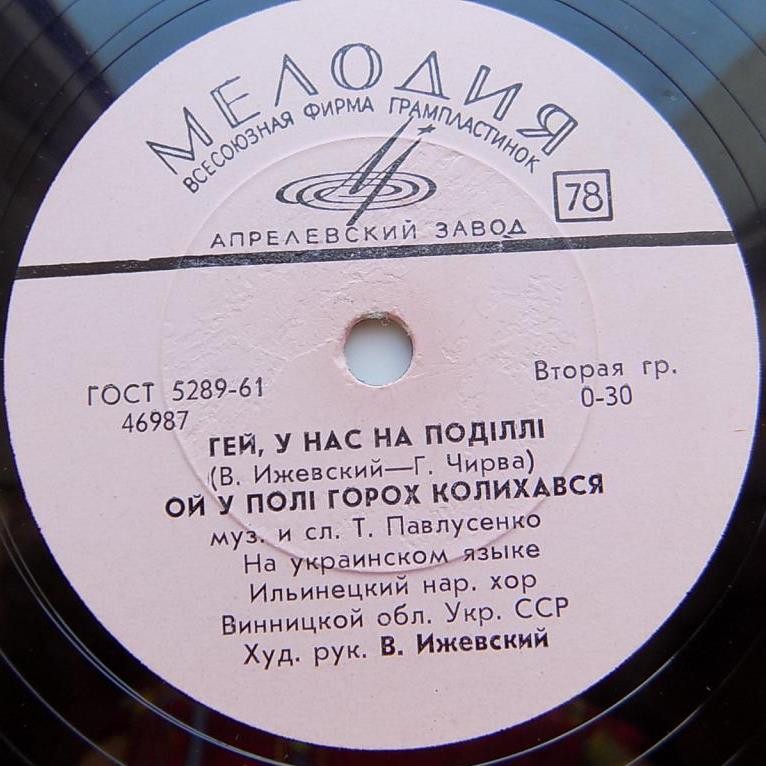 МЕЛОДИЯ
ВСЕСОЮЗНАЯ ФИРМА ГРАМПЛАСТИНОК
78
АПРЕЛЕВСКИЙ ЗАВОД
ГОСТ 5289-61
46987
Вторая гр.
0-30
ГЕЙ, У НАС НА ПОДІЛЛІ
(В. Ижевский—Г. Чирва)
ОЙ У ПОЛІ ГОРОХ КОЛИХАВСЯ
муз. и сл. Т. Павлусенко
На украинском языке
Ильинецкий нар. хор
Винницкой обл. Укр. ССР
Худ. рук. В. Ижевский